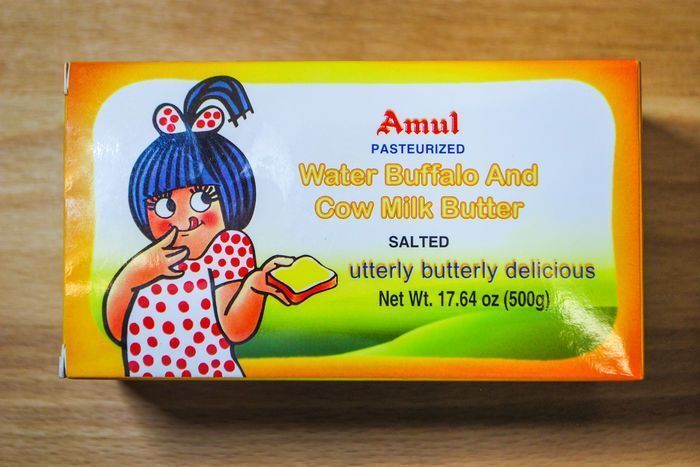 Amul
PASTEURIZED
Water Buffalo And
Cow Milk Butter
SALTED
utterly butterly delicious
Net Wt. 17.64 oz (500g)